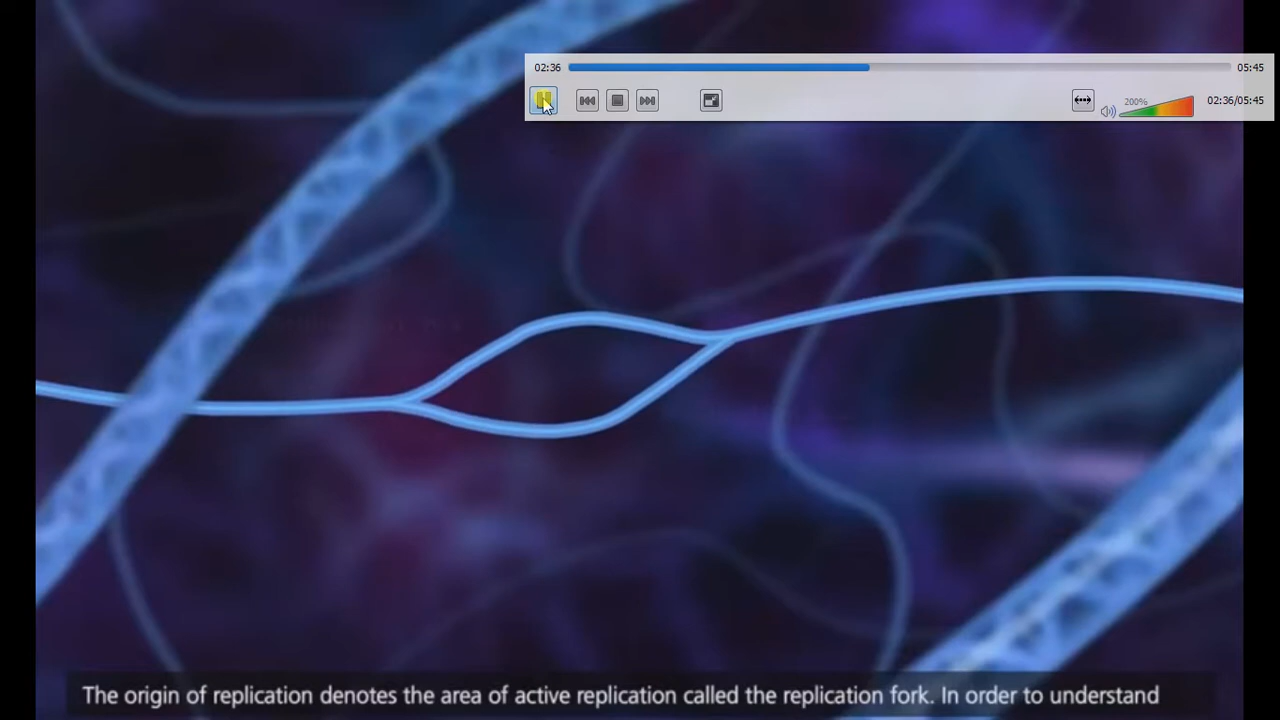 02:36
05:45
200%
02:36/05:45
The origin of replication denotes the area of active replication called the replication fork. In order to understand